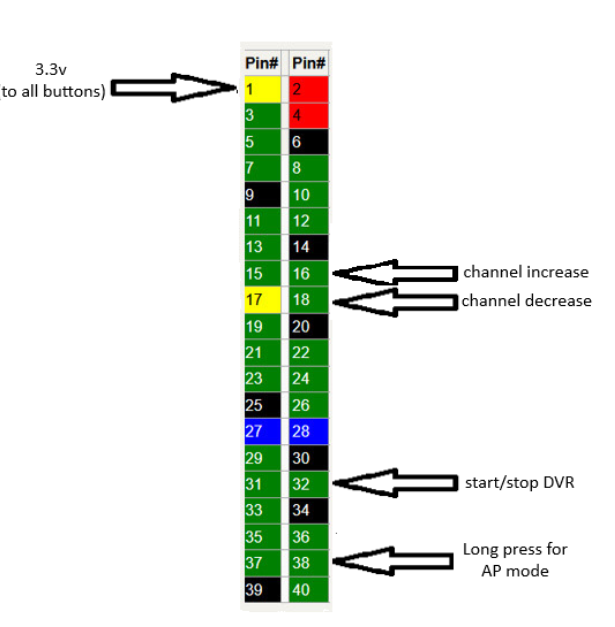 Pin# Pin#
3.3v
(to all buttons)
1 2
3 4
5 6
7 8
9 10
11 12
13 14
15 16
channel increase
17 18
channel decrease
19 20
21 22
23 24
25 26
27 28
29 30
31 32
start/stop DVR
33 34
35 36
37 38
Long press for
AP mode
39 40